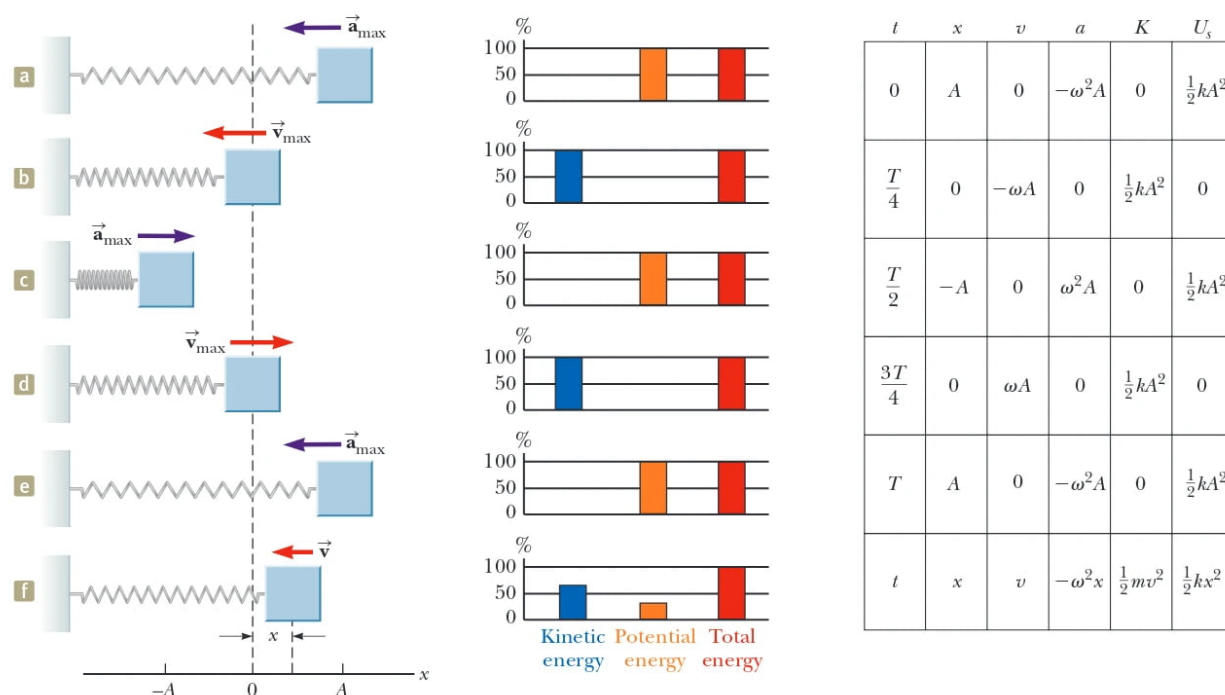 a
a⃗max
b
v⃗max
c
a⃗max
d
v⃗max
e
a⃗max
f
v⃗
x
−A 0 A x
%
100
50
0
%
100
50
0
%
100
50
0
%
100
50
0
%
100
50
0
%
100
50
0
Kinetic energy
Potential energy
Total energy
t x v a K Us
0 A 0 −ω²A 0 ½kA²
T/4 0 −ωA 0 ½kA² 0
T/2 −A 0 ω²A 0 ½kA²
3T/4 0 ωA 0 ½kA² 0
T A 0 −ω²A 0 ½kA²
t x v −ω²x ½mv² ½kx²